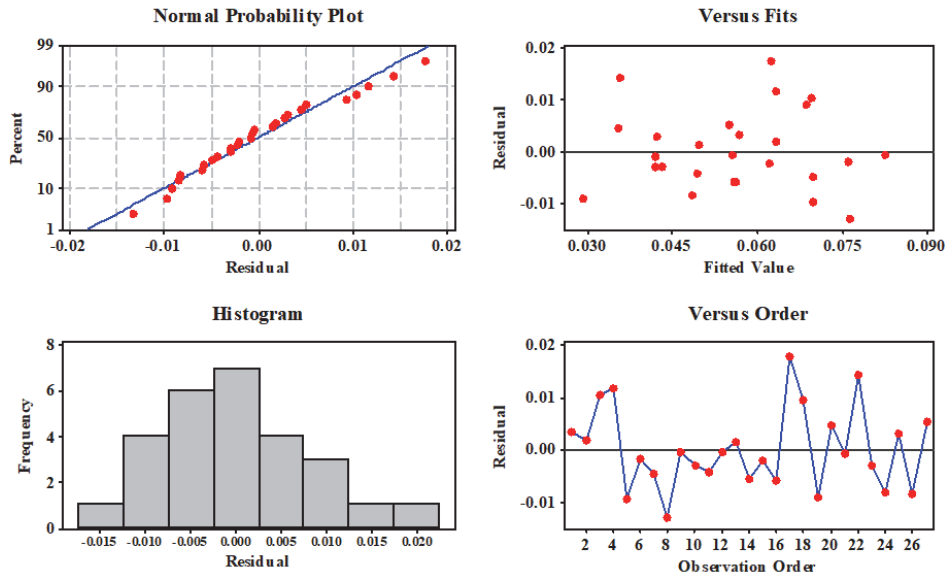 Normal Probability Plot
99
90
50
10
1
Percent
-0.02 -0.01 0.00 0.01 0.02
Residual
Versus Fits
0.02
0.01
0.00
-0.01
Residual
0.030 0.045 0.060 0.075 0.090
Fitted Value
Histogram
8
6
4
2
0
Frequency
-0.015 -0.010 -0.005 0.000 0.005 0.010 0.015 0.020
Residual
Versus Order
0.02
0.01
0.00
-0.01
Residual
2 4 6 8 10 12 14 16 18 20 22 24 26
Observation Order